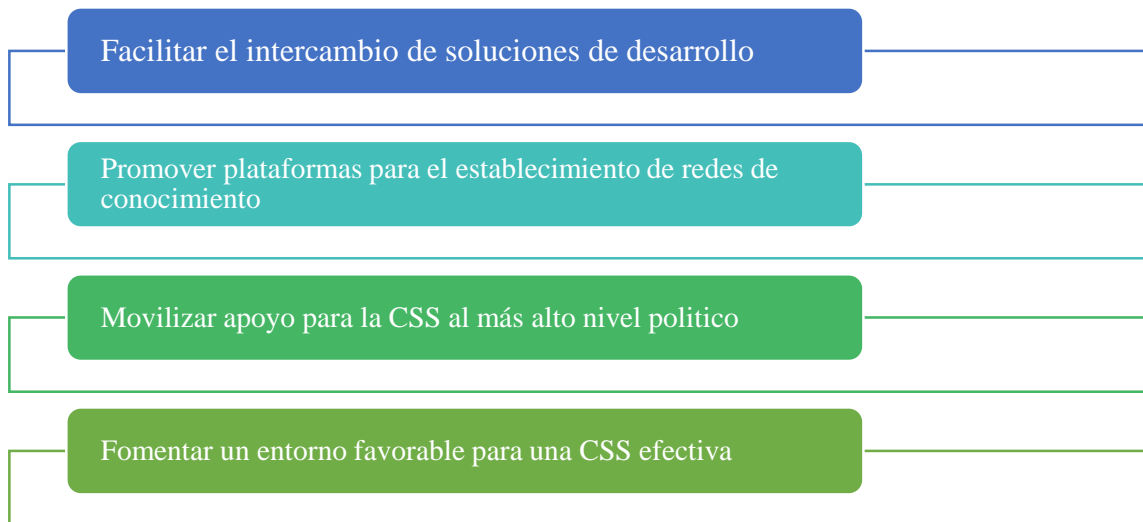 Facilitar el intercambio de soluciones de desarrollo
Promover plataformas para el establecimiento de redes de
conocimiento
Movilizar apoyo para la CSS al más alto nivel politico
Fomentar un entorno favorable para una CSS efectiva